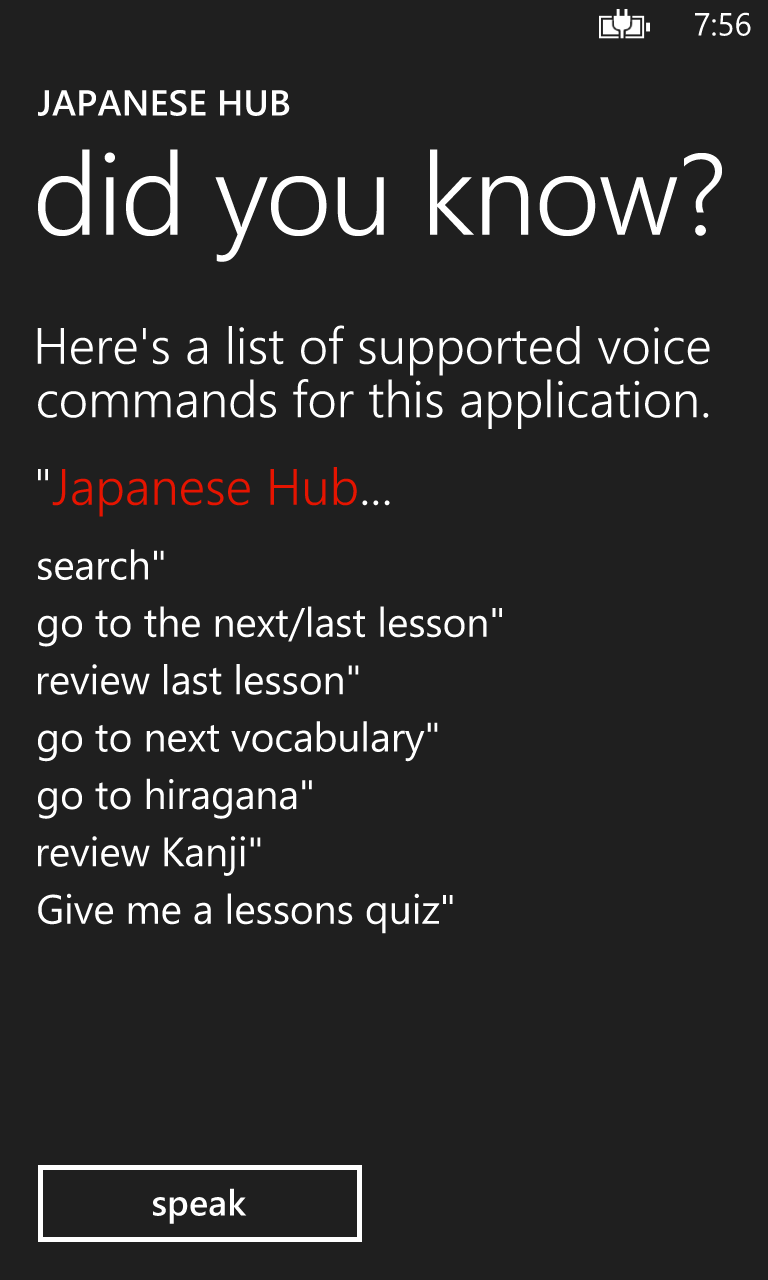 7:56
JAPANESE HUB
did you know?
Here's a list of supported voice
commands for this application.
"Japanese Hub...
search"
go to the next/last lesson"
review last lesson"
go to next vocabulary"
go to hiragana"
review Kanji"
Give me a lessons quiz"
speak